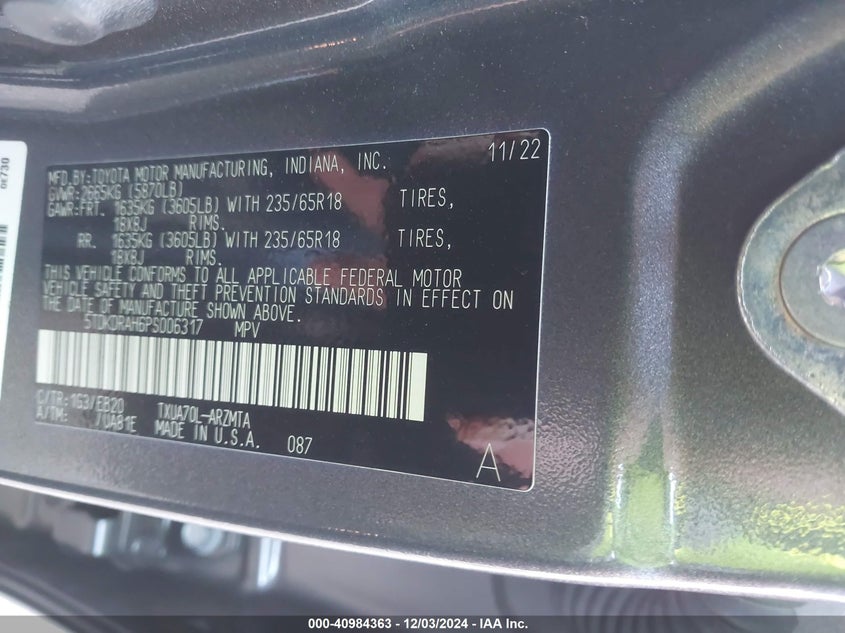 MFD.BY:TOYOTA MOTOR MANUFACTURING, INDIANA, INC. 11/22
GVWR:2665KG (5870LB)
GAWR:FRT. 1635KG (3605LB) WITH 235/65R18 TIRES,
18X8J RIMS.
RR. 1635KG (3605LB) WITH 235/65R18 TIRES,
18X8J RIMS.
THIS VEHICLE CONFORMS TO ALL APPLICABLE FEDERAL MOTOR
VEHICLE SAFETY AND THEFT PREVENTION STANDARDS IN EFFECT ON
THE DATE OF MANUFACTURE SHOWN ABOVE.
5TDKDRAH6PS006317 MPV
C/TR:1G3/EB20 TXUA70L-ARZMTA
A/TM: /UA81E MADE IN U.S.A. 087
A
0E730
000-40984363 - 12/03/2024 - IAA Inc.